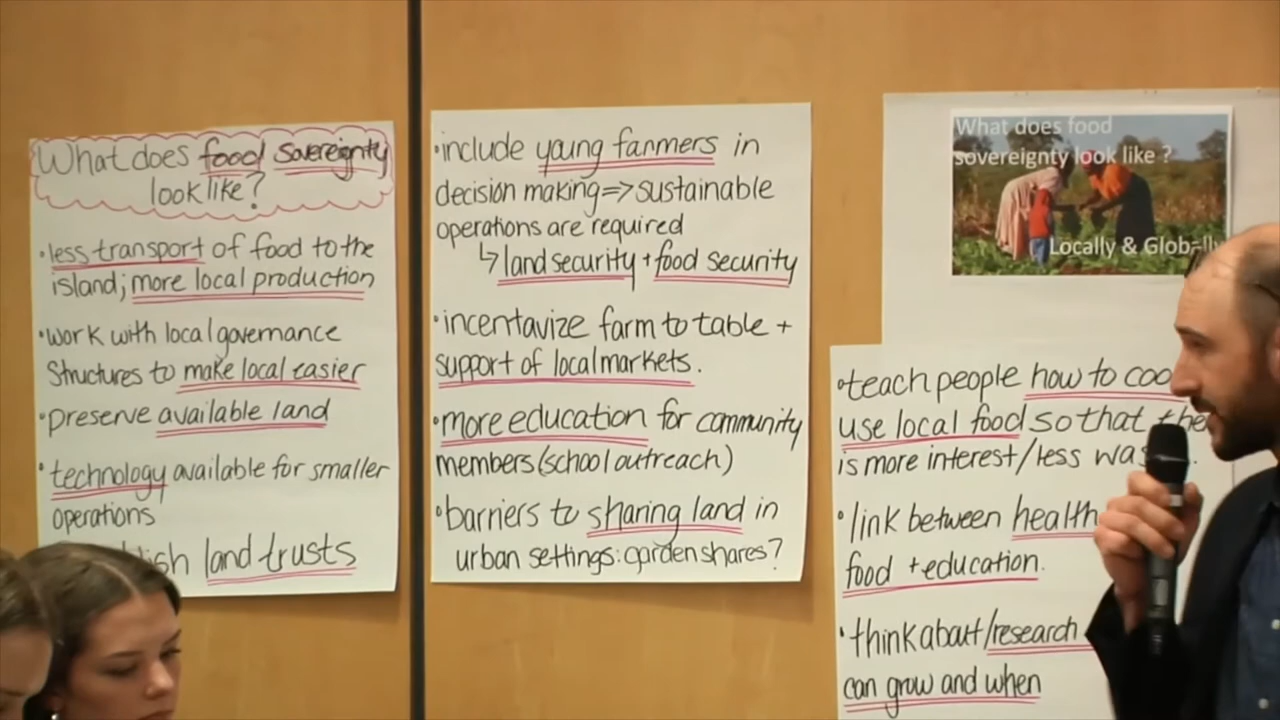 What does food sovereignty
look like?
•less transport of food to the
island; more local production
•work with local governance
structures to make local easier
•preserve available land
•technology available for smaller
operations
land trusts
•include young farmers in
decision making=>sustainable
operations are required
↳land security + food security
•incentavize farm to table +
support of local markets.
•more education for community
members (school outreach)
•barriers to sharing land in
urban settings: garden shares?
What does food
sovereignty look like ?
Locally & Globally
•teach people how to
use local food so that
is more interest/less
•link between health
food + education.
•think about/research
can grow and when